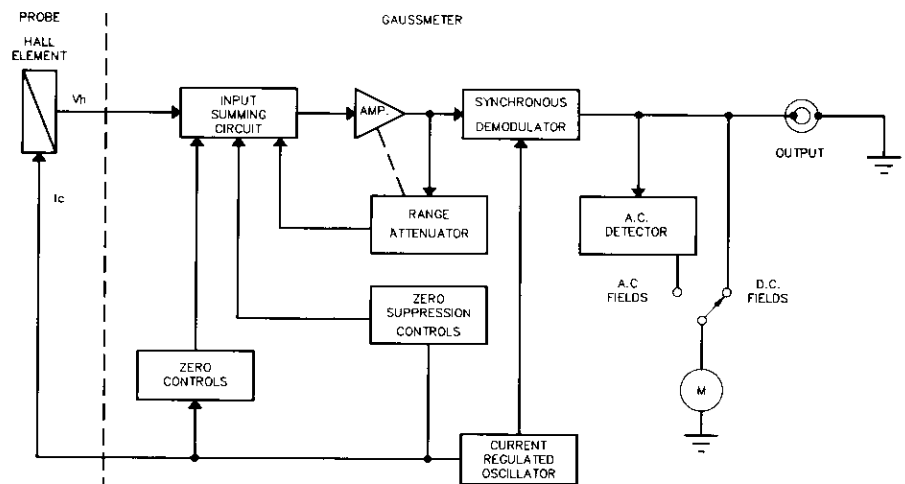 PROBE
GAUSSMETER
HALL
ELEMENT
Vh
INPUT
SUMMING
CIRCUIT
AMP.
SYNCHRONOUS
DEMODULATOR
OUTPUT
Ic
RANGE
ATTENUATOR
A.C.
DETECTOR
A.C
FIELDS
D.C.
FIELDS
ZERO
SUPPRESSION
CONTROLS
ZERO
CONTROLS
M
CURRENT
REGULATED
OSCILLATOR